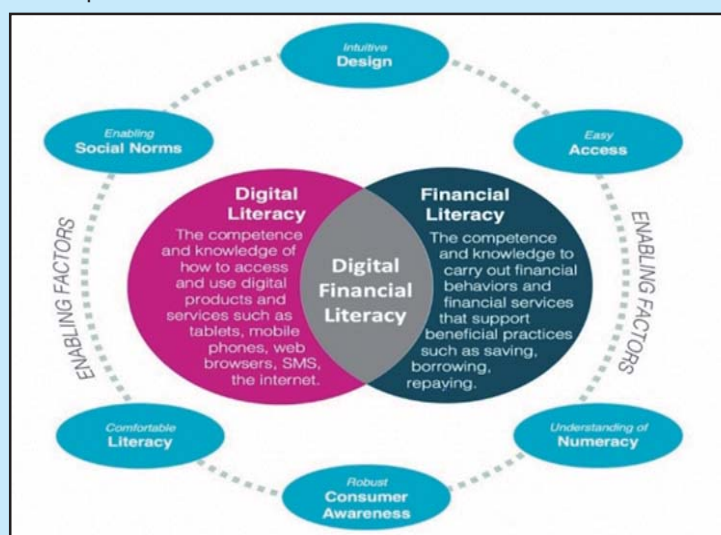 Intuitive
Design
Enabling
Social Norms
Easy
Access
ENABLING FACTORS
Digital
Literacy
The competence
and knowledge of
how to access
and use digital
products and
services such as
tablets, mobile
phones, web
browsers, SMS,
the internet.
Digital
Financial
Literacy
Financial
Literacy
The competence
and knowledge to
carry out financial
behaviors and
financial services
that support
beneficial practices
such as saving,
borrowing,
repaying.
ENABLING FACTORS
Comfortable
Literacy
Understanding of
Numeracy
Robust
Consumer
Awareness